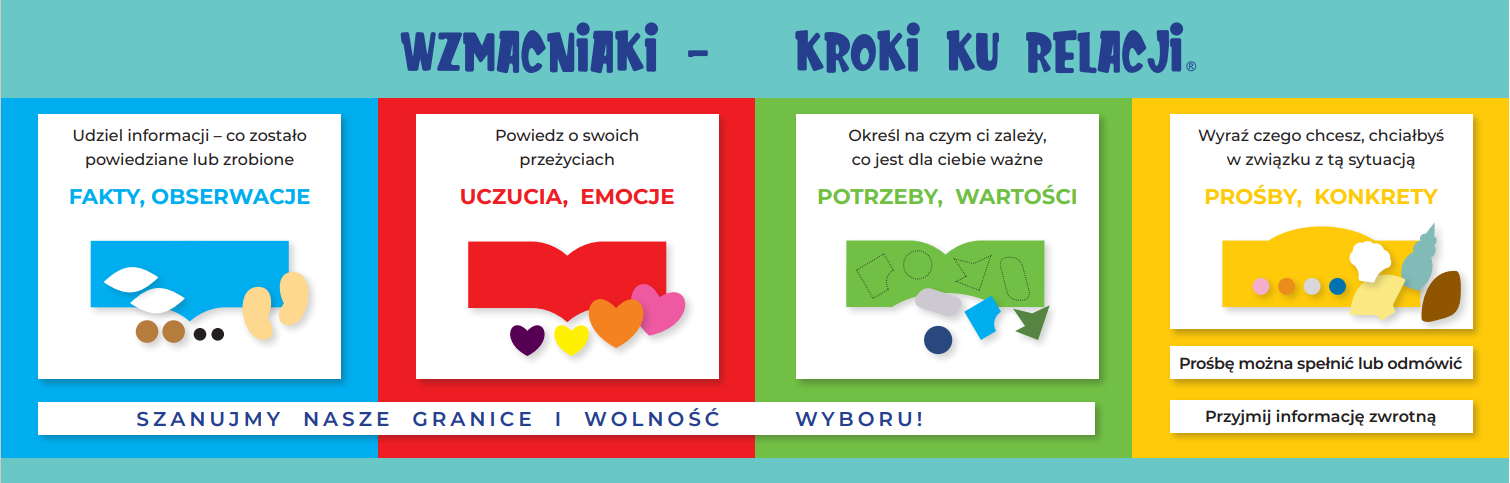 WZMACNIAKI - KROKI KU RELACJI®
Udziel informacji – co zostało
powiedziane lub zrobione
FAKTY, OBSERWACJE
Powiedz o swoich
przeżyciach
UCZUCIA, EMOCJE
Określ na czym ci zależy,
co jest dla ciebie ważne
POTRZEBY, WARTOŚCI
Wyraź czego chcesz, chciałbyś
w związku z tą sytuacją
PROŚBY, KONKRETY
Prośbę można spełnić lub odmówić
Przyjmij informację zwrotną
SZANUJMY NASZE GRANICE I WOLNOŚĆ WYBORU!